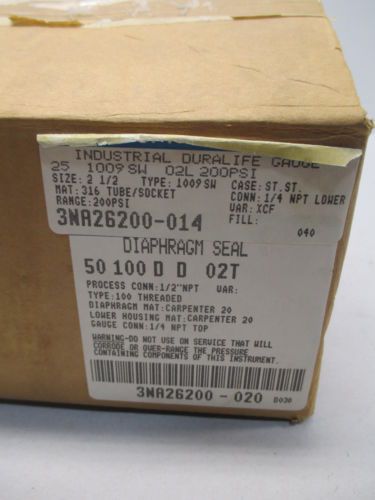 INDUSTRIAL DURALIFE GAUGE
25 1009SW 02L 200PSI
SIZE: 2 1/2 TYPE: 1009SW CASE: ST.ST.
MAT: 316 TUBE/SOCKET CONN: 1/4 NPT LOWER
RANGE: 200PSI VAR: XCF
3NA26200-014 FILL:
040
DIAPHRAGM SEAL
50 100 D D 02T
PROCESS CONN: 1/2"NPT VAR:
TYPE: 100 THREADED
DIAPHRAGM MAT: CARPENTER 20
LOWER HOUSING MAT: CARPENTER 20
GAUGE CONN: 1/4 NPT TOP
WARNING-DO NOT USE ON SERVICE THAT WILL
CORRODE OR OVER-RANGE THE PRESSURE
CONTAINING COMPONENTS OF THIS INSTRUMENT.
3NA26200-020 D030